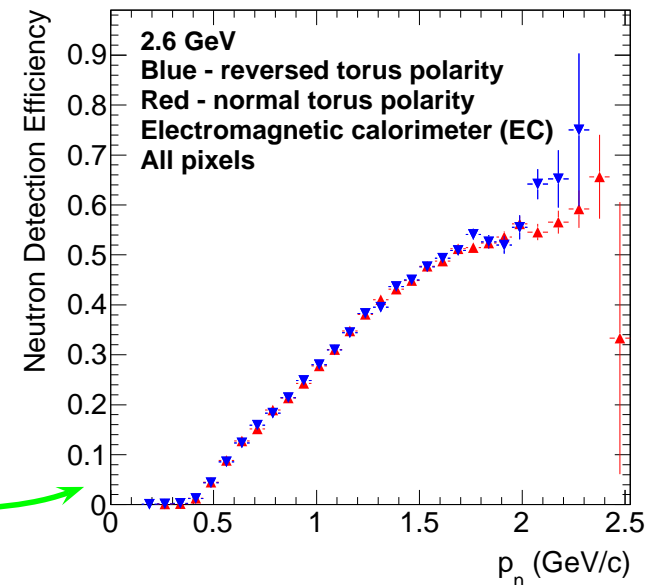 Neutron Detection Efficiency
2.6 GeV
Blue - reversed torus polarity
Red - normal torus polarity
Electromagnetic calorimeter (EC)
All pixels
0.9
0.8
0.7
0.6
0.5
0.4
0.3
0.2
0.1
0
0 0.5 1 1.5 2 2.5
p_n (GeV/c)